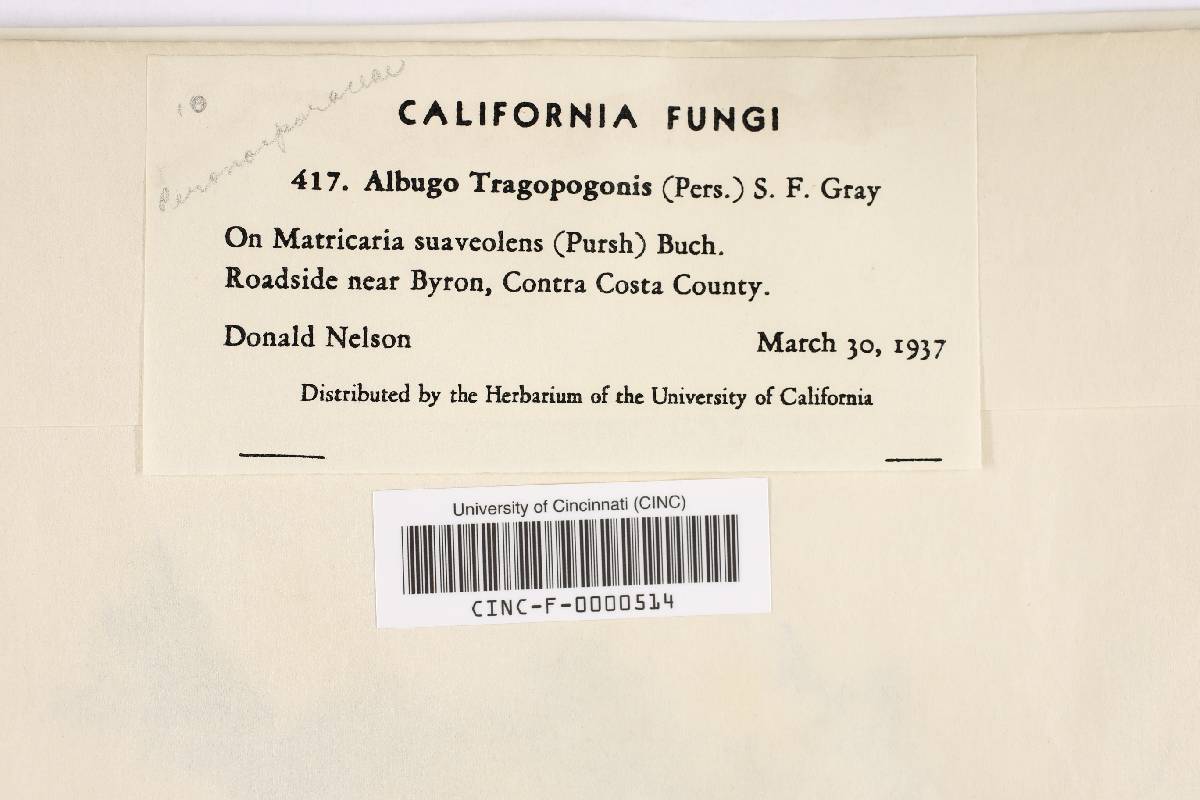 10
Peronosporaceae
CALIFORNIA FUNGI
417. Albugo Tragopogonis (Pers.) S. F. Gray
On Matricaria suaveolens (Pursh) Buch.
Roadside near Byron, Contra Costa County.
Donald Nelson March 30, 1937
Distributed by the Herbarium of the University of California
University of Cincinnati (CINC)
CINC-F-0000514